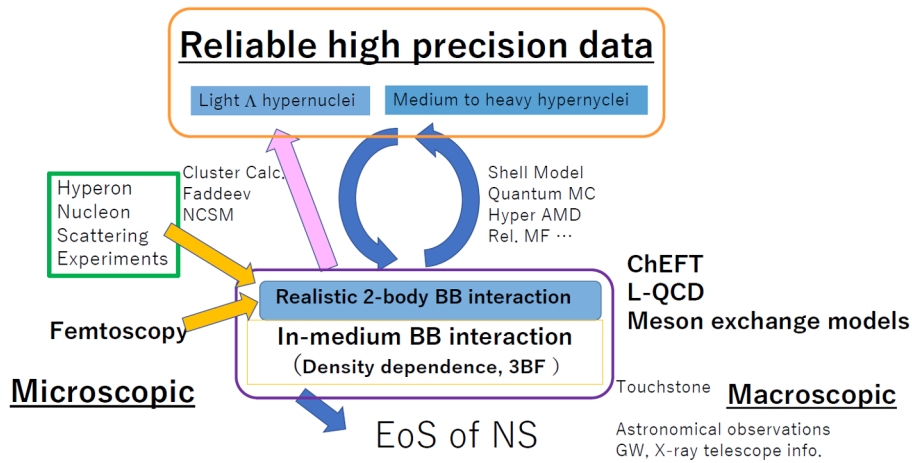 Reliable high precision data
Light Λ hypernuclei
Medium to heavy hypernyclei
Cluster Calc.
Faddeev
NCSM
Shell Model
Quantum MC
Hyper AMD
Rel. MF …
Hyperon
Nucleon
Scattering
Experiments
Femtoscopy
Realistic 2-body BB interaction
In-medium BB interaction
(Density dependence, 3BF )
ChEFT
L-QCD
Meson exchange models
Microscopic
Touchstone
Macroscopic
EoS of NS
Astronomical observations
GW, X-ray telescope info.